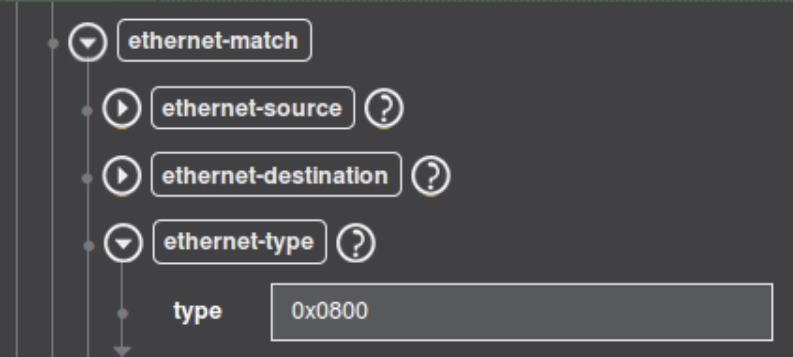 ethernet-match
ethernet-source ?
ethernet-destination ?
ethernet-type ?
type 0x0800